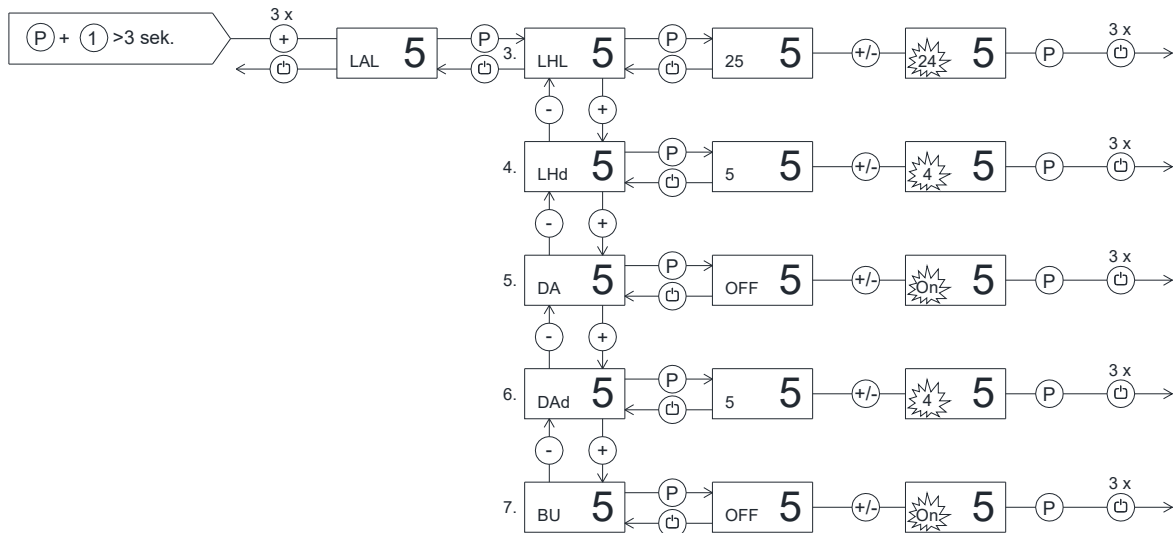 3 x
P + 1 >3 sek. + LAL 5 P 3. LHL 5 P 25 5 +/- 24 5 P 3 x
- +
4. LHd 5 P 5 5 +/- 4 5 P 3 x
- +
5. DA 5 P OFF 5 +/- On 5 P 3 x
- +
6. DAd 5 P 5 5 +/- 4 5 P 3 x
- +
7. BU 5 P OFF 5 +/- On 5 P 3 x